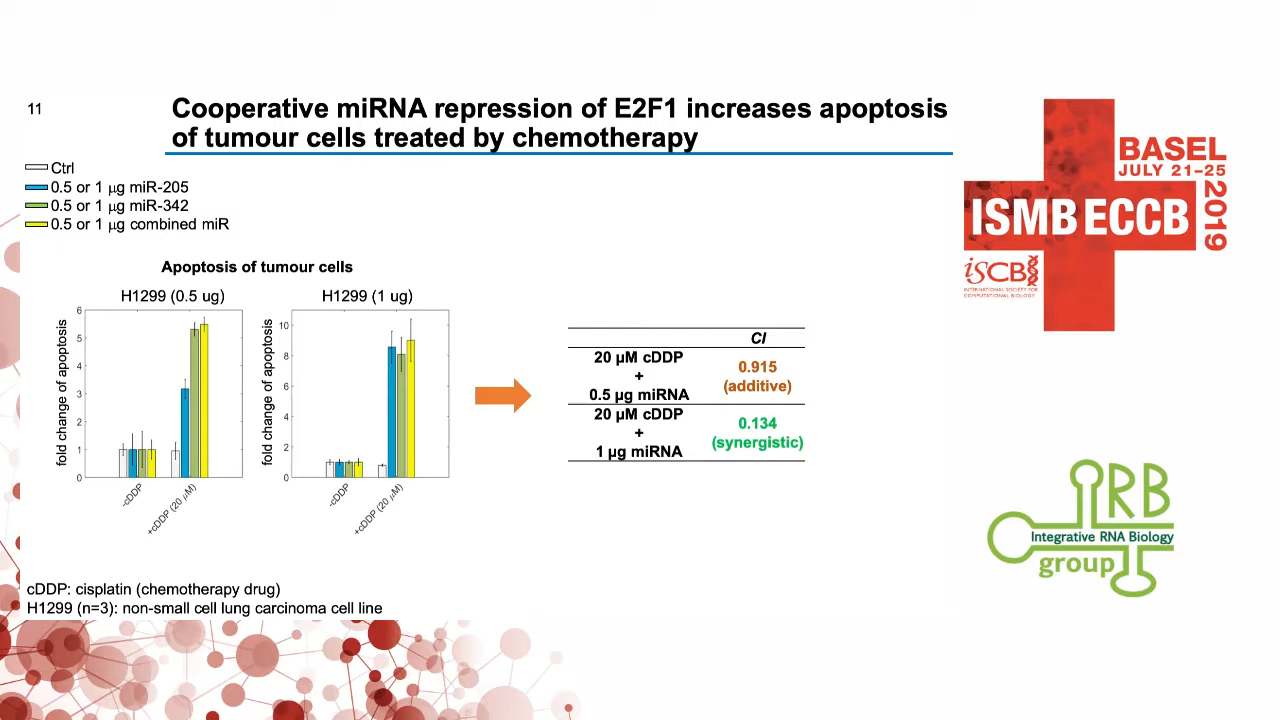 11
Cooperative miRNA repression of E2F1 increases apoptosis
of tumour cells treated by chemotherapy
Ctrl
0.5 or 1 μg miR-205
0.5 or 1 μg miR-342
0.5 or 1 μg combined miR
Apoptosis of tumour cells
H1299 (0.5 ug)
fold change of apoptosis
6
5
4
3
2
1
0
-cDDP
+cDDP (20 μM)
H1299 (1 ug)
fold change of apoptosis
10
8
6
4
2
0
-cDDP
+cDDP (20 μM)
CI
20 μM cDDP
+
0.5 μg miRNA
0.915
(additive)
20 μM cDDP
+
1 μg miRNA
0.134
(synergistic)
cDDP: cisplatin (chemotherapy drug)
H1299 (n=3): non-small cell lung carcinoma cell line
BASEL
JULY 21–25
2019
ISMB ECCB
iSCB
INTERNATIONAL SOCIETY FOR
COMPUTATIONAL BIOLOGY
IRB
Integrative RNA Biology
group